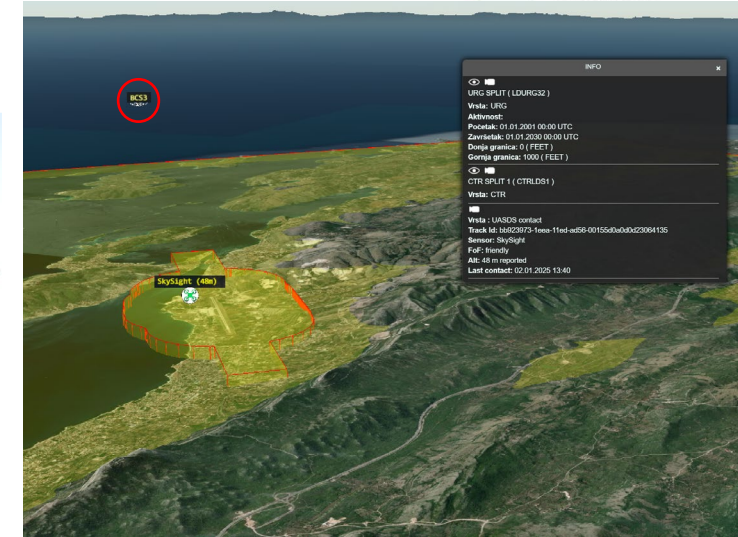 BCS3
SkySight (48m)
INFO
×
URG SPLIT ( LDURG32 )
Vrsta: URG
Aktivnost:
Početak: 01.01.2001 00:00 UTC
Završetak: 01.01.2030 00:00 UTC
Donja granica: 0 ( FEET )
Gornja granica: 1000 ( FEET )
CTR SPLIT 1 ( CTRLDS1 )
Vrsta: CTR
Vrsta : UASDS contact
Track Id: bb923973-1eea-11ed-ad56-00155d0a0d0d23064135
Sensor: SkySight
FoF: friendly
Alt: 48 m reported
Last contact: 02.01.2025 13:40